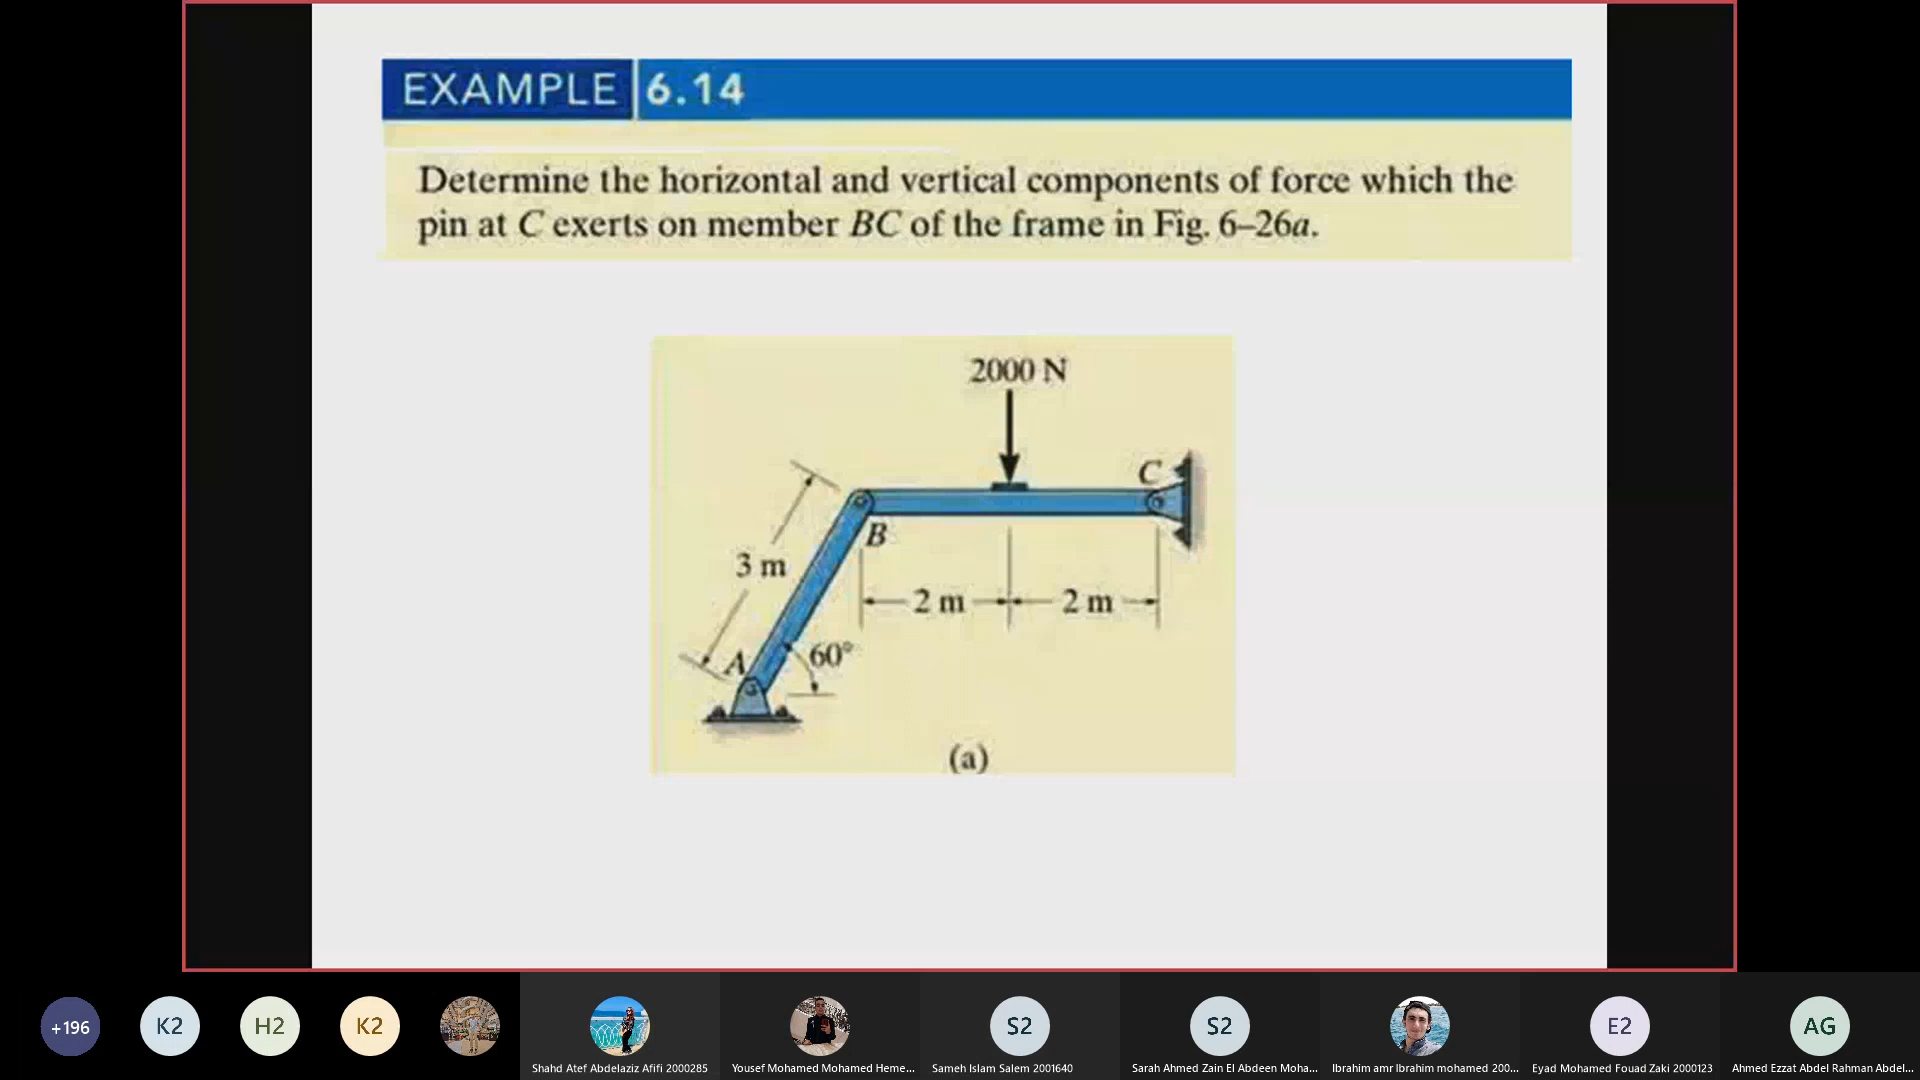 EXAMPLE 6.14
Determine the horizontal and vertical components of force which the
pin at C exerts on member BC of the frame in Fig. 6–26a.
2000 N
C
B
3 m
2 m
2 m
A
60°
(a)
+196
K2
H2
K2
S2
S2
E2
AG
Shahd Atef Abdelaziz Afifi 2000285
Yousef Mohamed Mohamed Heme...
Sameh Islam Salem 2001640
Sarah Ahmed Zain El Abdeen Moha...
Ibrahim amr Ibrahim mohamed 200...
Eyad Mohamed Fouad Zaki 2000123
Ahmed Ezzat Abdel Rahman Abdel...